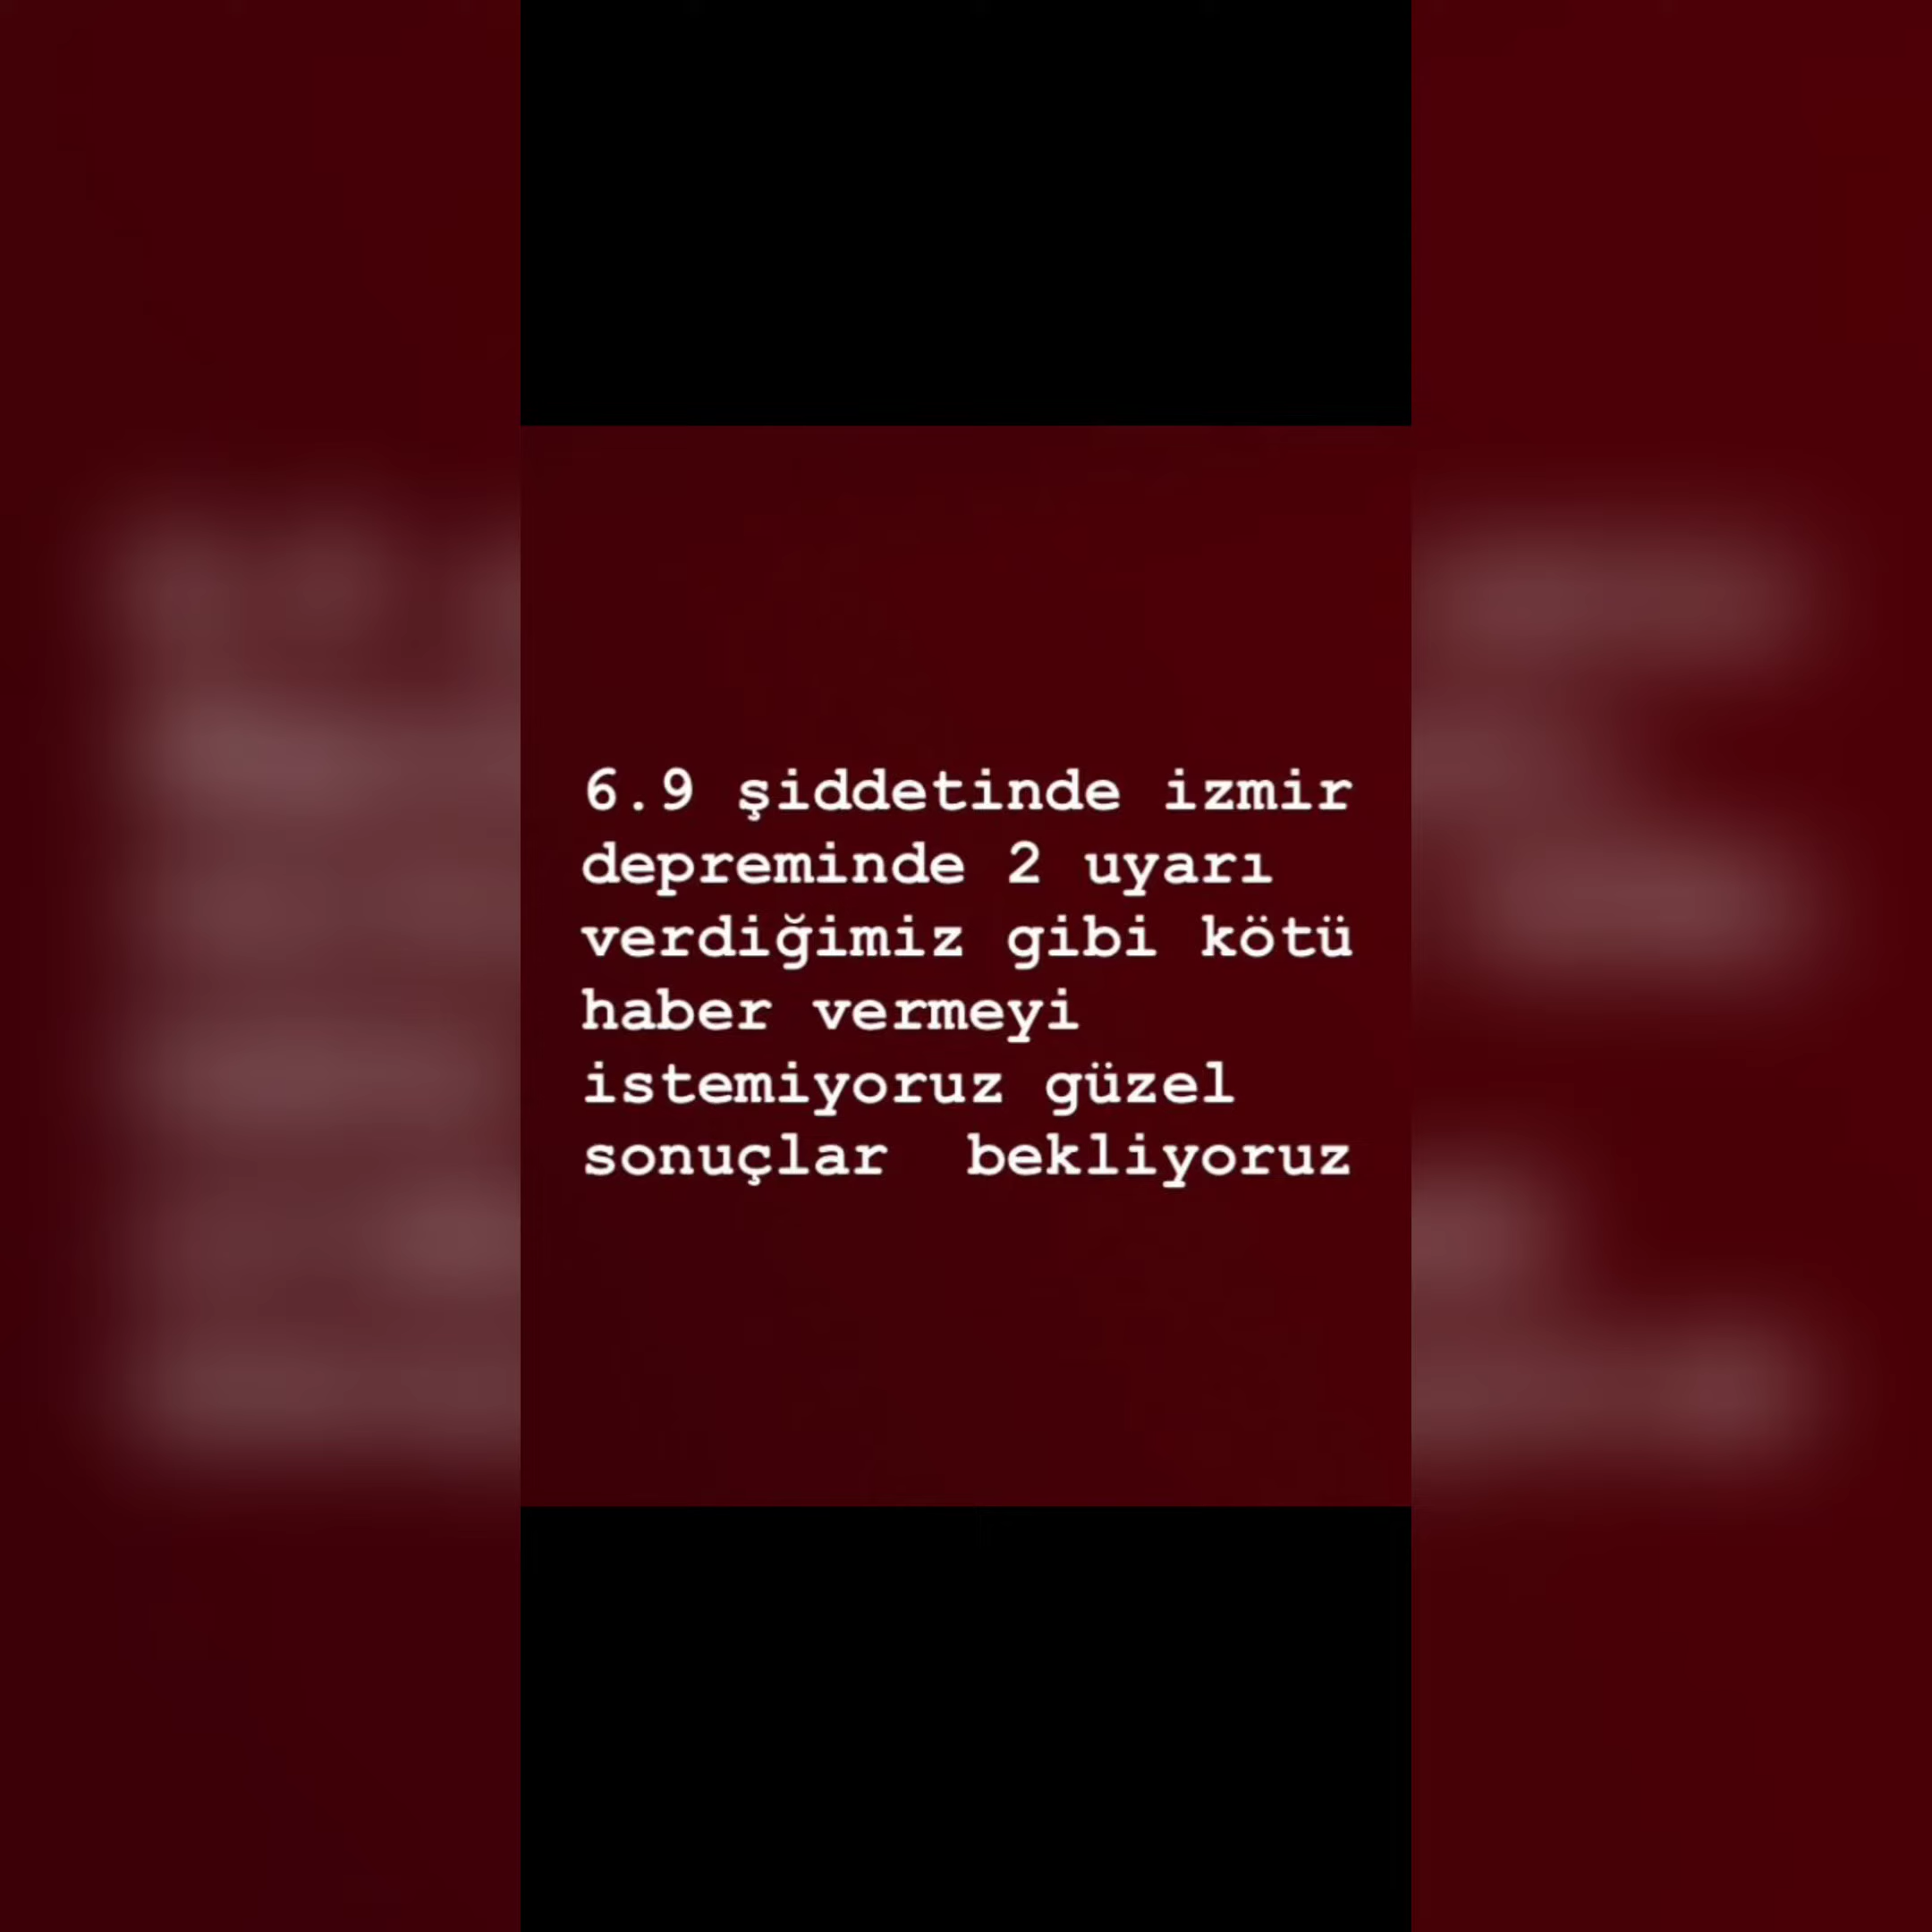 6.9 şiddetinde izmir
depreminde 2 uyarı
verdiğimiz gibi kötü
haber vermeyi
istemiyoruz güzel
sonuçlar  bekliyoruz